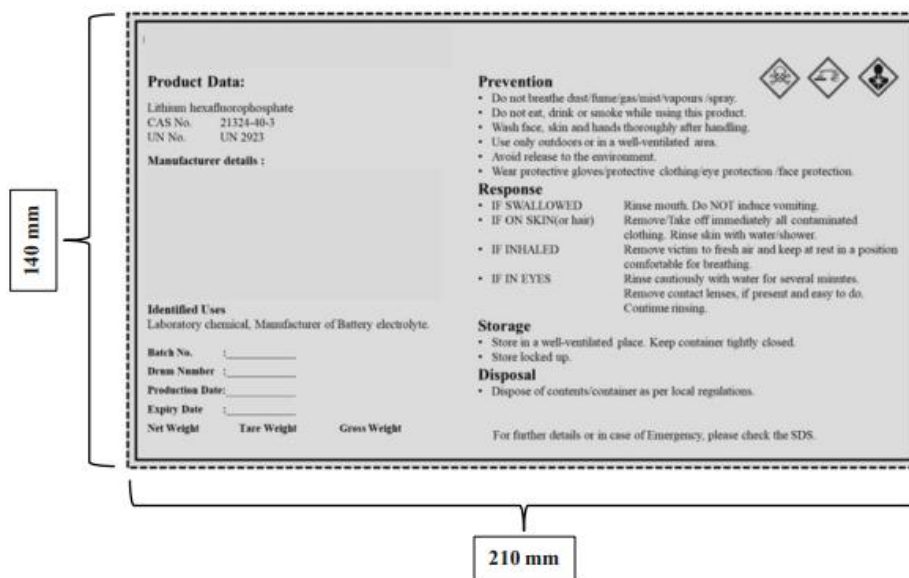 Product Data:
Lithium hexafluorophosphate
CAS No. 21324-40-3
UN No. UN 2923
Manufacturer details :
Identified Uses
Laboratory chemical, Manufacturer of Battery electrolyte.
Batch No. :____________
Drum Number :____________
Production Date:____________
Expiry Date :____________
Net Weight Tare Weight Gross Weight
Prevention
• Do not breathe dust/fume/gas/mist/vapours /spray.
• Do not eat, drink or smoke while using this product.
• Wash face, skin and hands thoroughly after handling.
• Use only outdoors or in a well-ventilated area.
• Avoid release to the environment.
• Wear protective gloves/protective clothing/eye protection /face protection.
Response
• IF SWALLOWED Rinse mouth. Do NOT induce vomiting.
• IF ON SKIN(or hair) Remove/Take off immediately all contaminated
clothing. Rinse skin with water/shower.
• IF INHALED Remove victim to fresh air and keep at rest in a position
comfortable for breathing.
• IF IN EYES Rinse cautiously with water for several minutes.
Remove contact lenses, if present and easy to do.
Continue rinsing.
Storage
• Store in a well-ventilated place. Keep container tightly closed.
• Store locked up.
Disposal
• Dispose of contents/container as per local regulations.
For further details or in case of Emergency, please check the SDS.
140 mm
210 mm